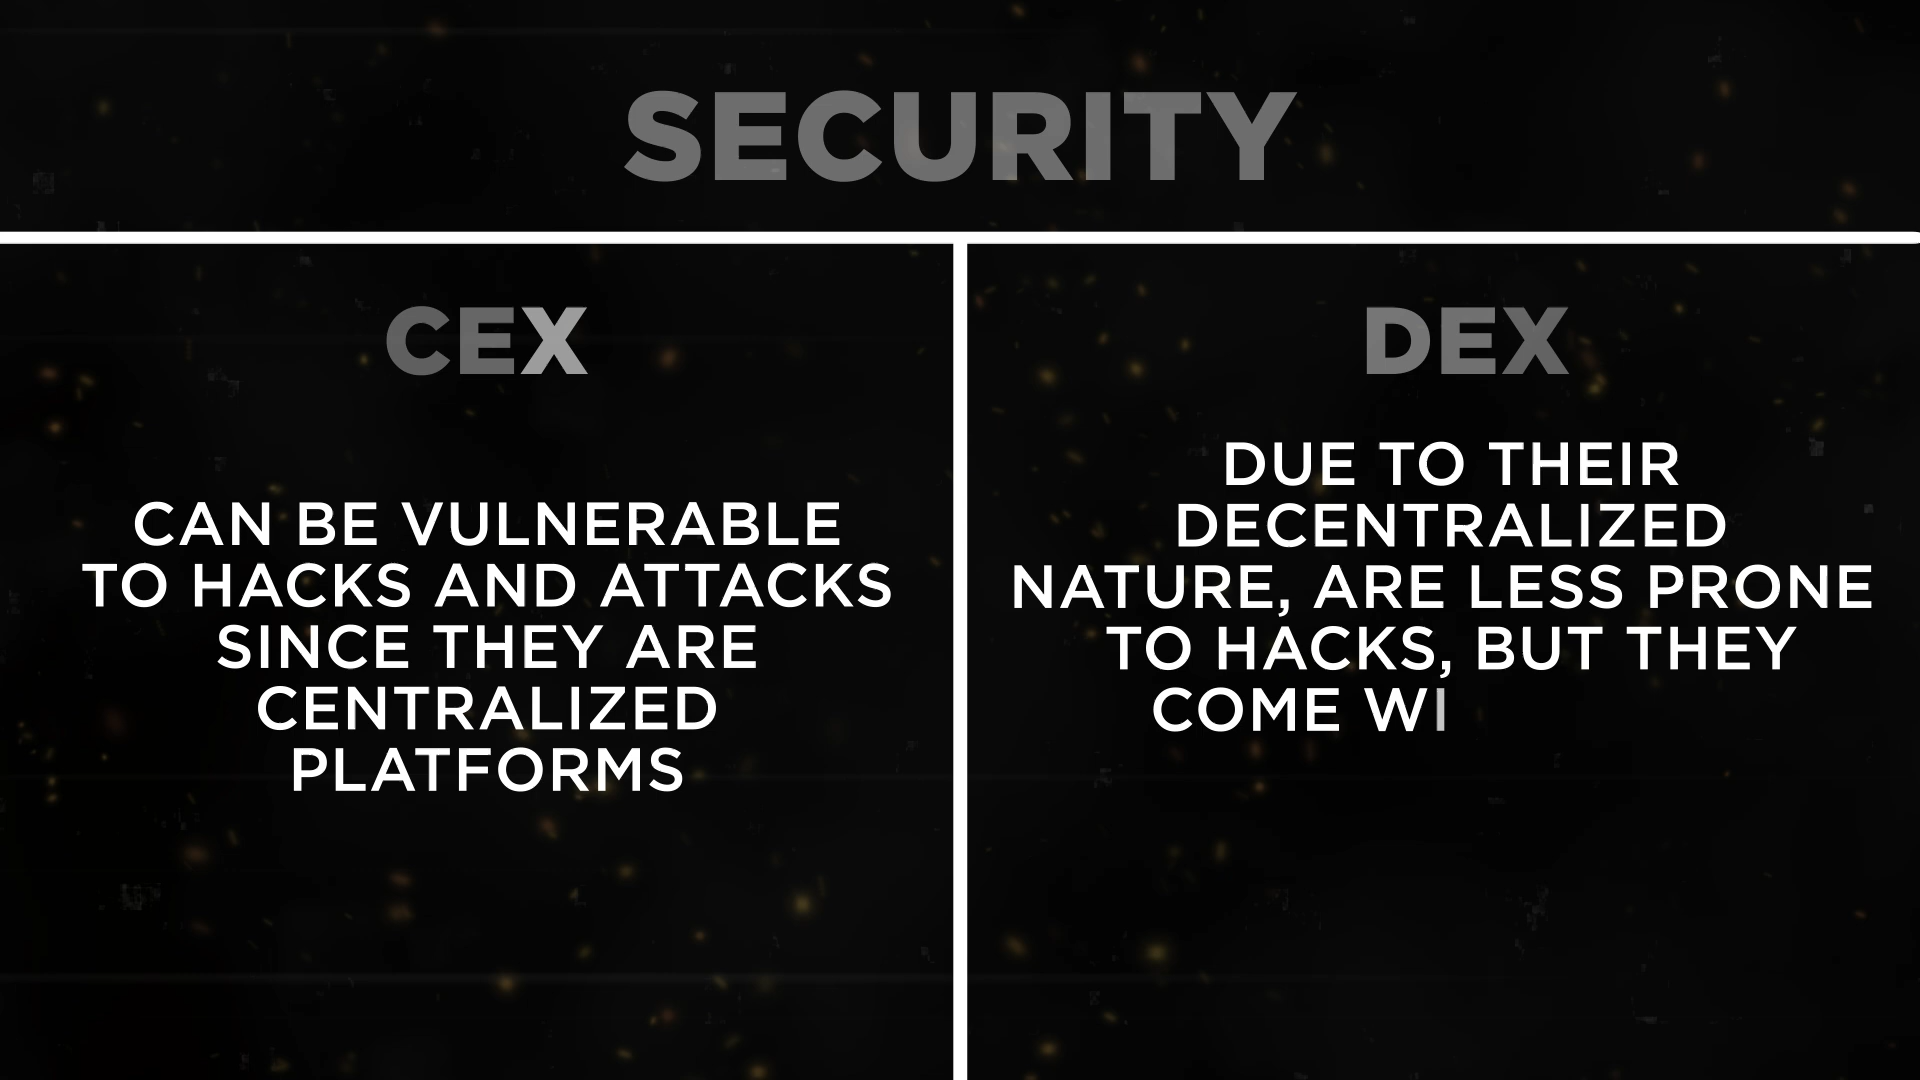 SECURITY
CEX
CAN BE VULNERABLE
TO HACKS AND ATTACKS
SINCE THEY ARE
CENTRALIZED
PLATFORMS
DEX
DUE TO THEIR
DECENTRALIZED
NATURE, ARE LESS PRONE
TO HACKS, BUT THEY
COME WI